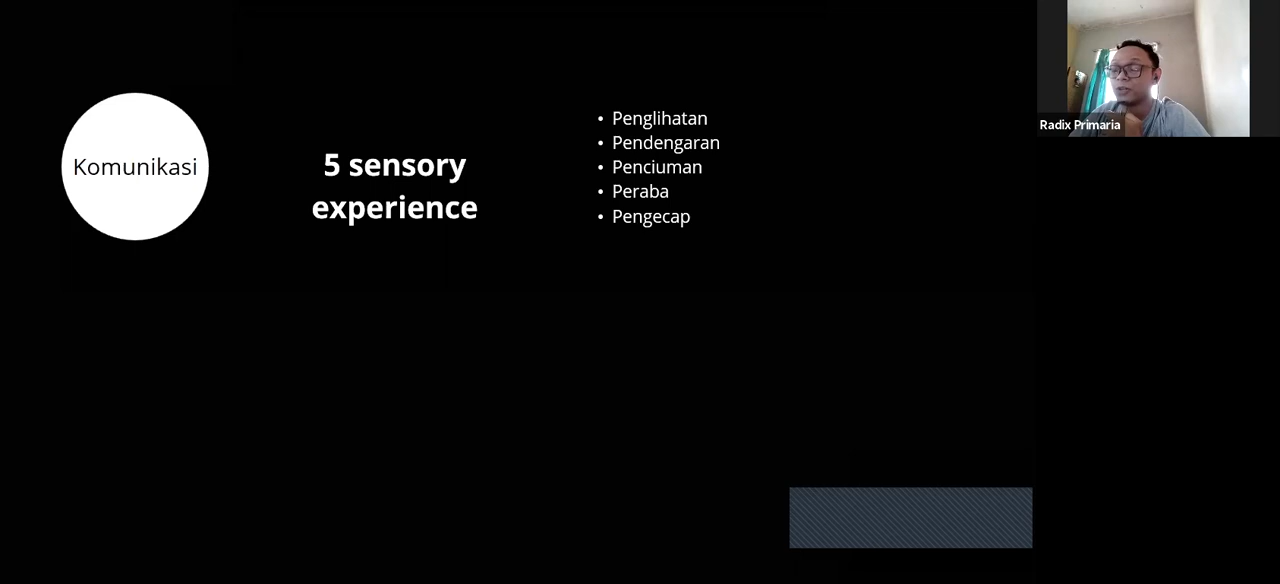 Komunikasi
5 sensory
experience
• Penglihatan
• Pendengaran
• Penciuman
• Peraba
• Pengecap
Radix Primaria